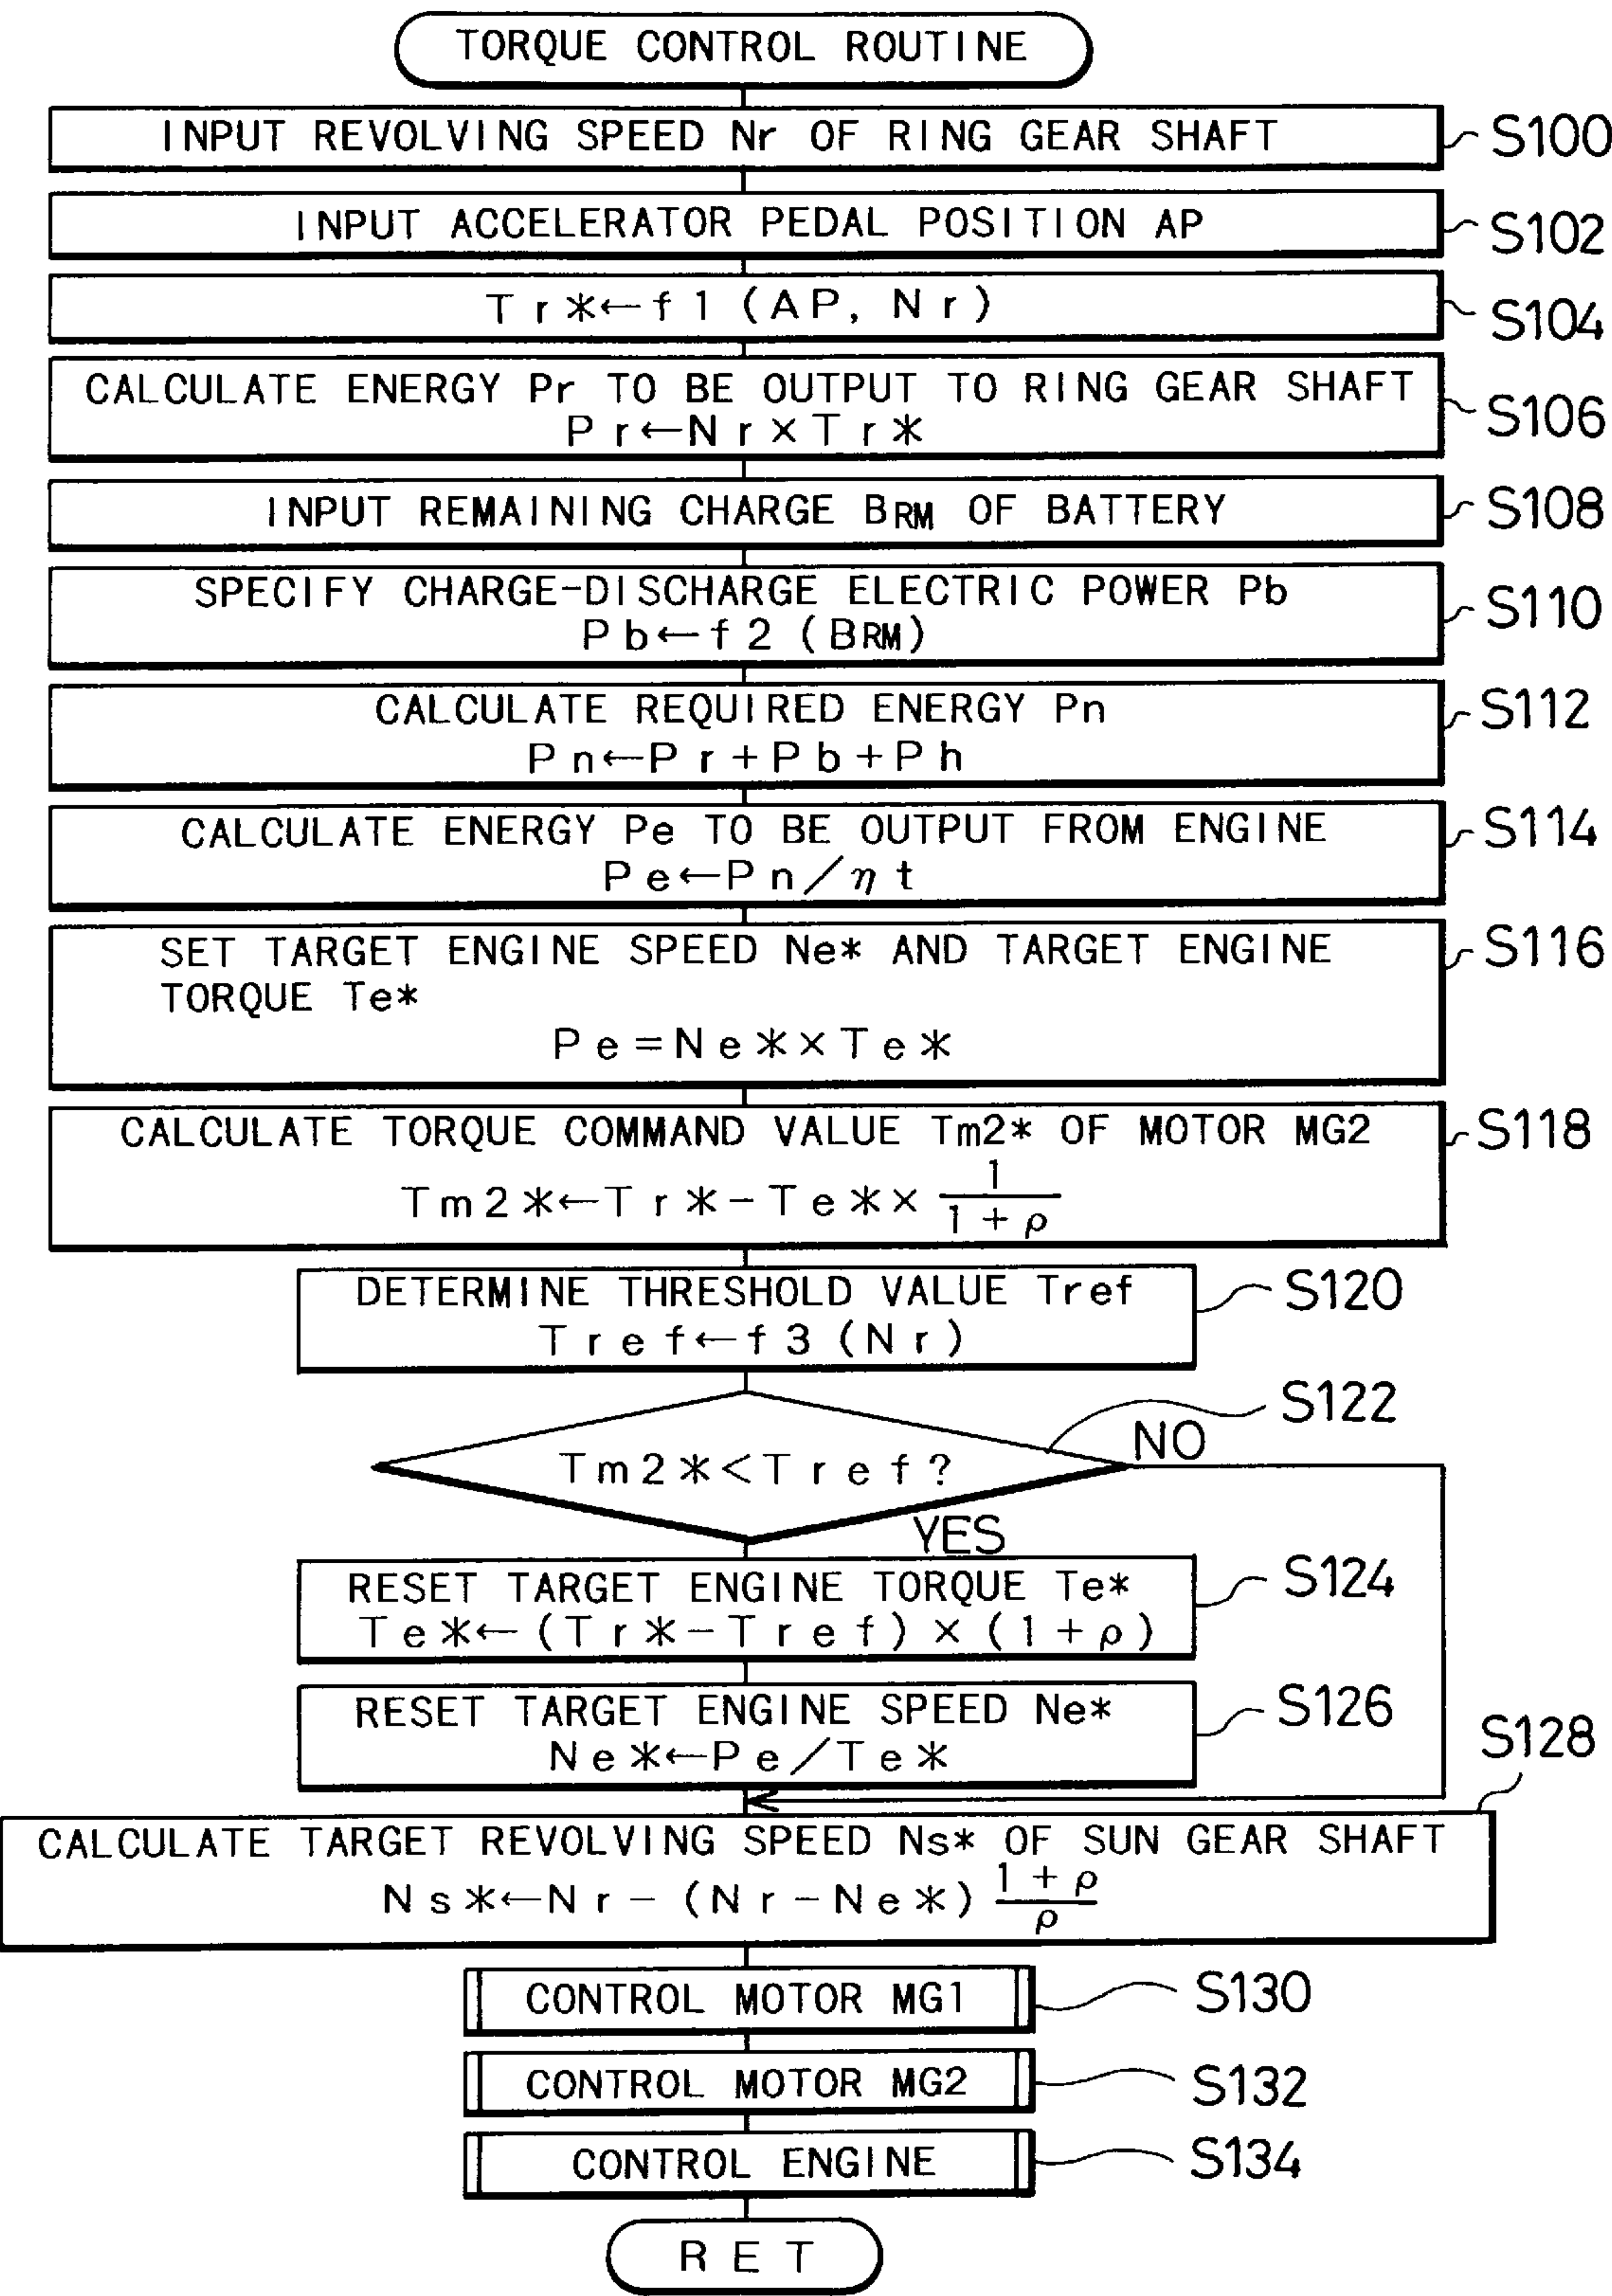 TORQUE CONTROL ROUTINE
INPUT REVOLVING SPEED Nr OF RING GEAR SHAFT
S100
INPUT ACCELERATOR PEDAL POSITION AP
S102
Tr*←f1(AP, Nr)
S104
CALCULATE ENERGY Pr TO BE OUTPUT TO RING GEAR SHAFT
Pr←Nr×Tr*
S106
INPUT REMAINING CHARGE BRM OF BATTERY
S108
SPECIFY CHARGE-DISCHARGE ELECTRIC POWER Pb
Pb←f2(BRM)
S110
CALCULATE REQUIRED ENERGY Pn
Pn←Pr+Pb+Ph
S112
CALCULATE ENERGY Pe TO BE OUTPUT FROM ENGINE
Pe←Pn/ηt
S114
SET TARGET ENGINE SPEED Ne* AND TARGET ENGINE
TORQUE Te*
Pe=Ne*×Te*
S116
CALCULATE TORQUE COMMAND VALUE Tm2* OF MOTOR MG2
Tm2*←Tr*-Te*× 1/(1+ρ)
S118
DETERMINE THRESHOLD VALUE Tref
Tref←f3(Nr)
S120
S122
Tm2*<Tref?
NO
YES
RESET TARGET ENGINE TORQUE Te*
Te*←(Tr*-Tref)×(1+ρ)
S124
RESET TARGET ENGINE SPEED Ne*
Ne*←Pe/Te*
S126
S128
CALCULATE TARGET REVOLVING SPEED Ns* OF SUN GEAR SHAFT
Ns*←Nr-(Nr-Ne*) (1+ρ)/ρ
CONTROL MOTOR MG1
S130
CONTROL MOTOR MG2
S132
CONTROL ENGINE
S134
RET